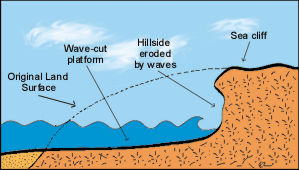 Sea cliff
Hillside
eroded
by waves
Wave-cut
platform
Original Land
Surface